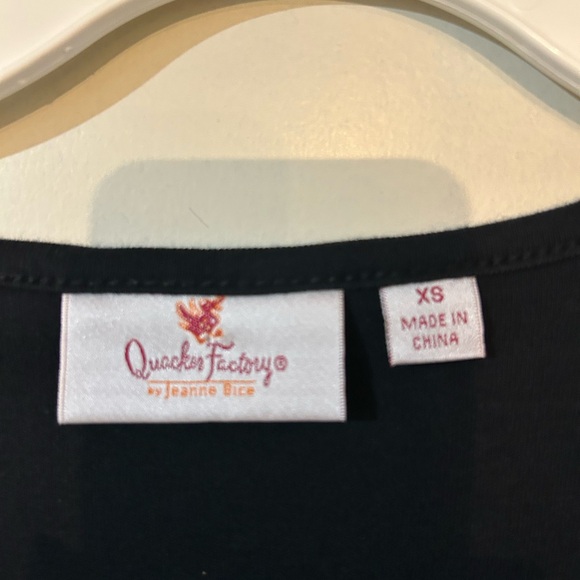 Quacker Factory®
by Jeanne Bice
XS
MADE IN
CHINA